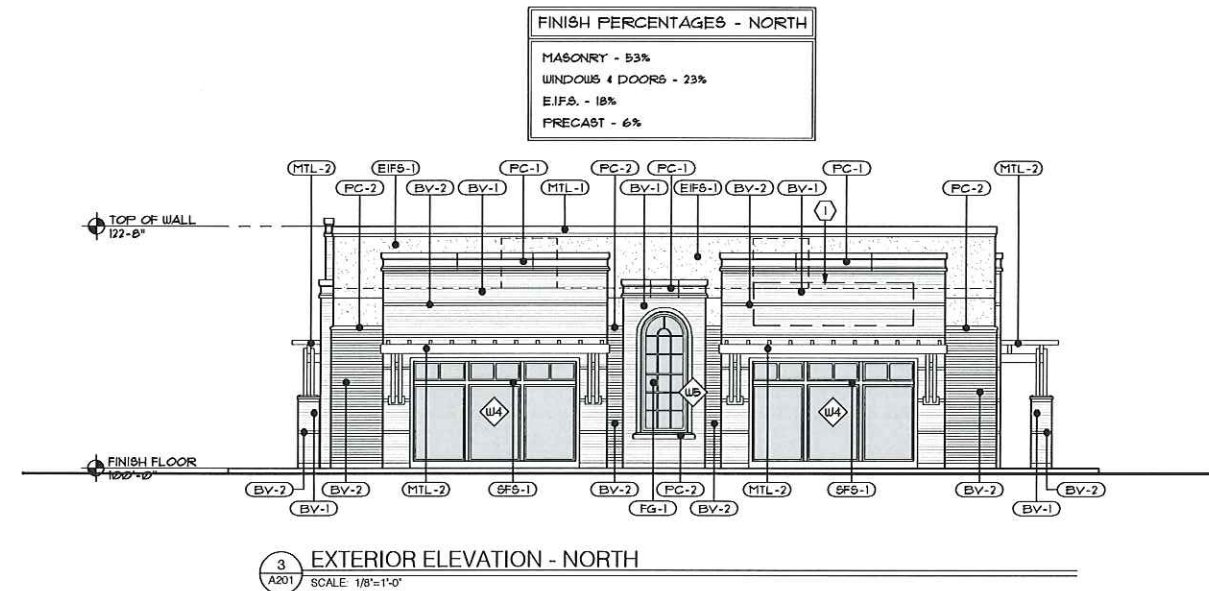 FINISH PERCENTAGES - NORTH
MASONRY - 53%
WINDOWS & DOORS - 23%
E.I.F.S. - 18%
PRECAST - 6%
MTL-2
EIFS-1
PC-1
PC-2
PC-1
PC-1
MTL-2
PC-2
BV-2
BV-1
MTL-1
BV-1
EIFS-1
BV-2
BV-1
PC-2
1
TOP OF WALL
122'-8"
W5
W4
W4
FINISH FLOOR
100'-0"
BV-2
BV-2
MTL-2
SFS-1
BV-2
PC-2
MTL-2
SFS-1
BV-2
BV-2
BV-1
FG-1
BV-2
BV-1
3
A201
EXTERIOR ELEVATION - NORTH
SCALE: 1/8"=1'-0"